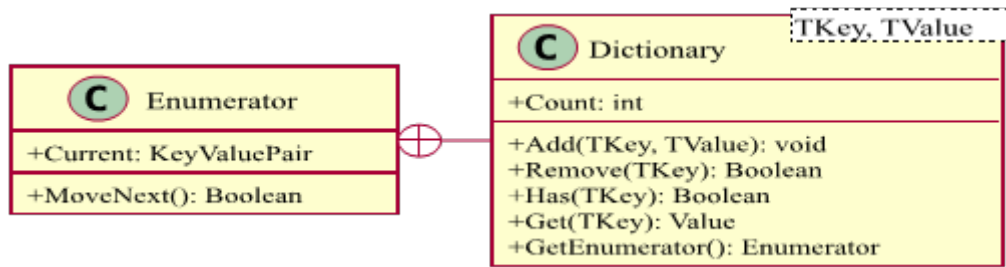 C Enumerator
+Current: KeyValuePair
+MoveNext(): Boolean
TKey, TValue
C Dictionary
+Count: int
+Add(TKey, TValue): void
+Remove(TKey): Boolean
+Has(TKey): Boolean
+Get(TKey): Value
+GetEnumerator(): Enumerator